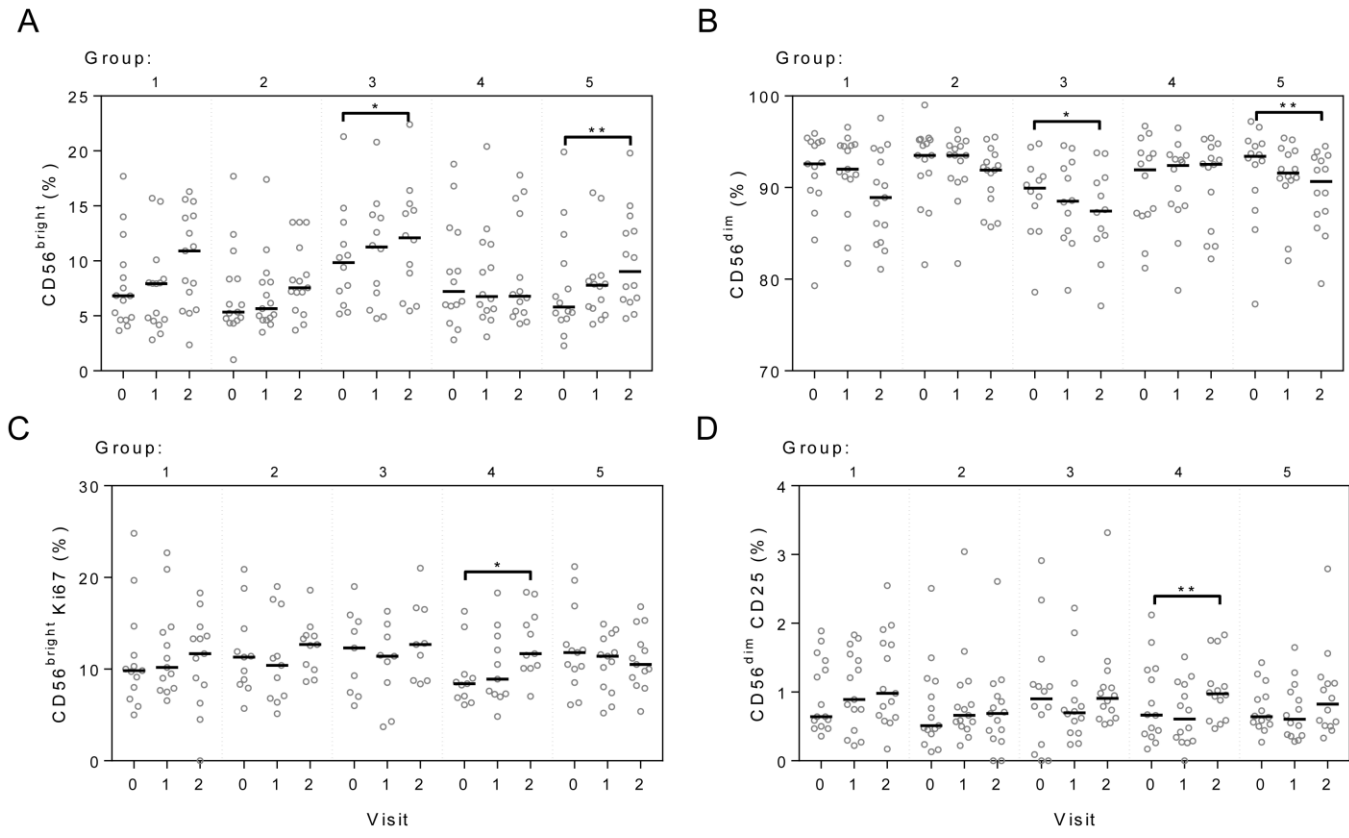 A
Group:
1 2 3 4 5
CD56bright (%)
25
20
15
10
5
0
*
**
0 1 2 0 1 2 0 1 2 0 1 2 0 1 2
B
Group:
1 2 3 4 5
CD56dim (%)
100
90
80
70
*
**
0 1 2 0 1 2 0 1 2 0 1 2 0 1 2
C
Group:
1 2 3 4 5
CD56bright Ki67 (%)
30
20
10
0
*
0 1 2 0 1 2 0 1 2 0 1 2 0 1 2
Visit
D
Group:
1 2 3 4 5
CD56dim CD25 (%)
4
3
2
1
0
**
0 1 2 0 1 2 0 1 2 0 1 2 0 1 2
Visit